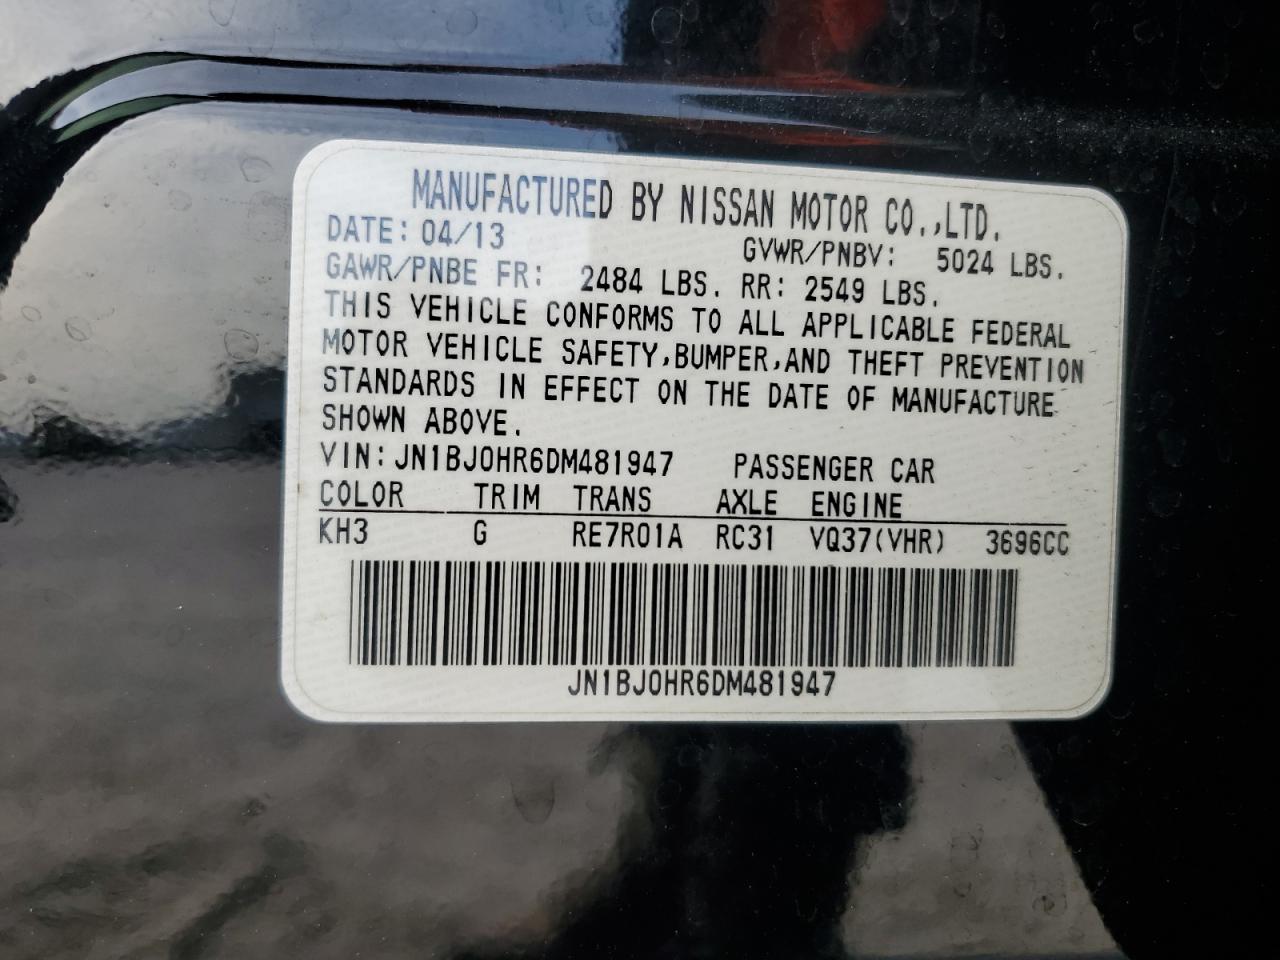 MANUFACTURED BY NISSAN MOTOR CO.,LTD.
DATE: 04/13 GVWR/PNBV: 5024 LBS.
GAWR/PNBE FR: 2484 LBS. RR: 2549 LBS.
THIS VEHICLE CONFORMS TO ALL APPLICABLE FEDERAL
MOTOR VEHICLE SAFETY,BUMPER,AND THEFT PREVENTION
STANDARDS IN EFFECT ON THE DATE OF MANUFACTURE
SHOWN ABOVE.
VIN: JN1BJ0HR6DM481947 PASSENGER CAR
COLOR TRIM TRANS AXLE ENGINE
KH3 G RE7R01A RC31 VQ37(VHR) 3696CC
JN1BJ0HR6DM481947